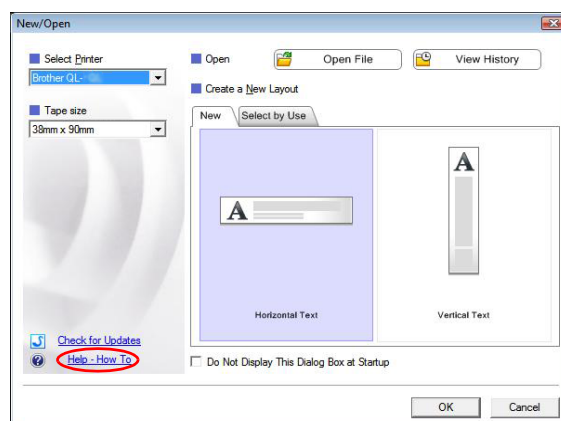 New/Open
Select Printer
Brother QL-
Tape size
38mm x 90mm
Check for Updates
Help - How To
Open
Open File
View History
Create a New Layout
New
Select by Use
A
Horizontal Text
A
Vertical Text
Do Not Display This Dialog Box at Startup
OK
Cancel